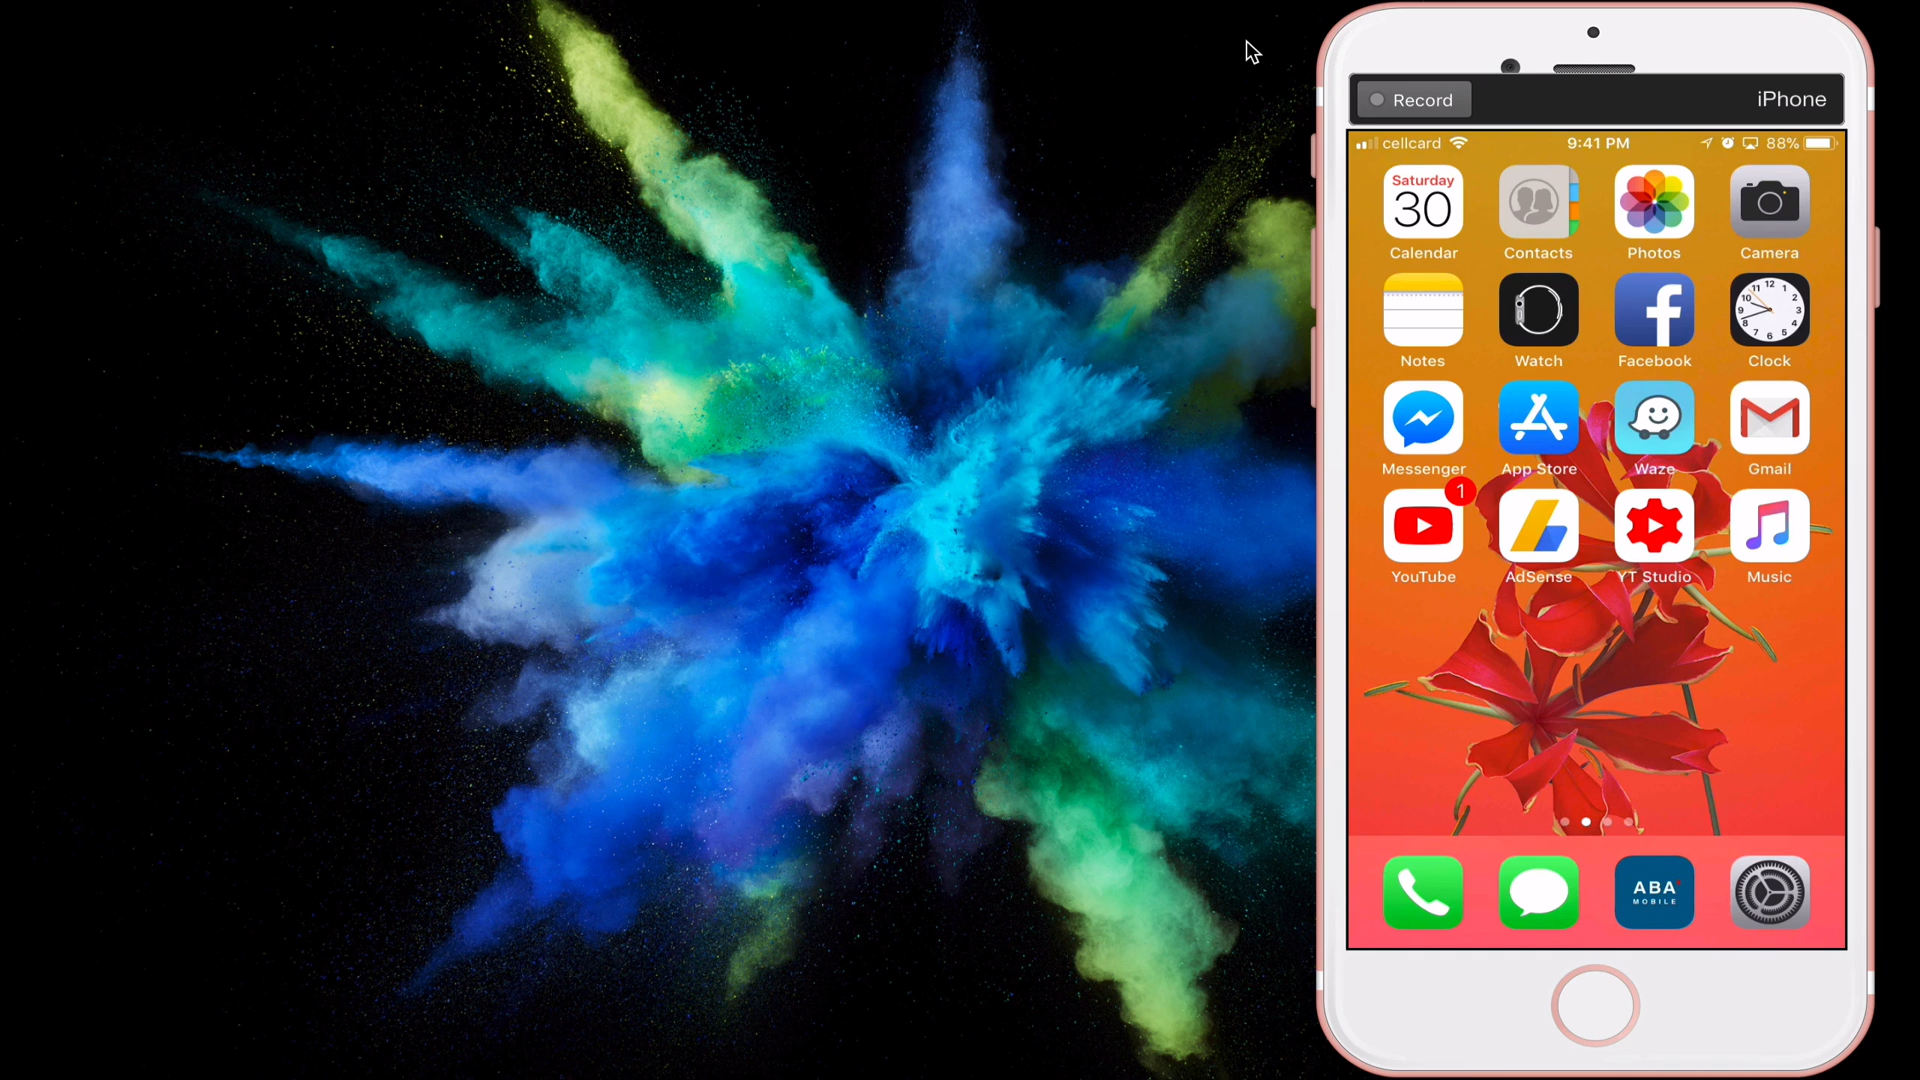 Record iPhone
cellcard 9:41 PM 88%
Saturday
30
Calendar Contacts Photos Camera
Notes Watch Facebook Clock
Messenger App Store Waze Gmail
1
YouTube AdSense YT Studio Music
ABA
MOBILE